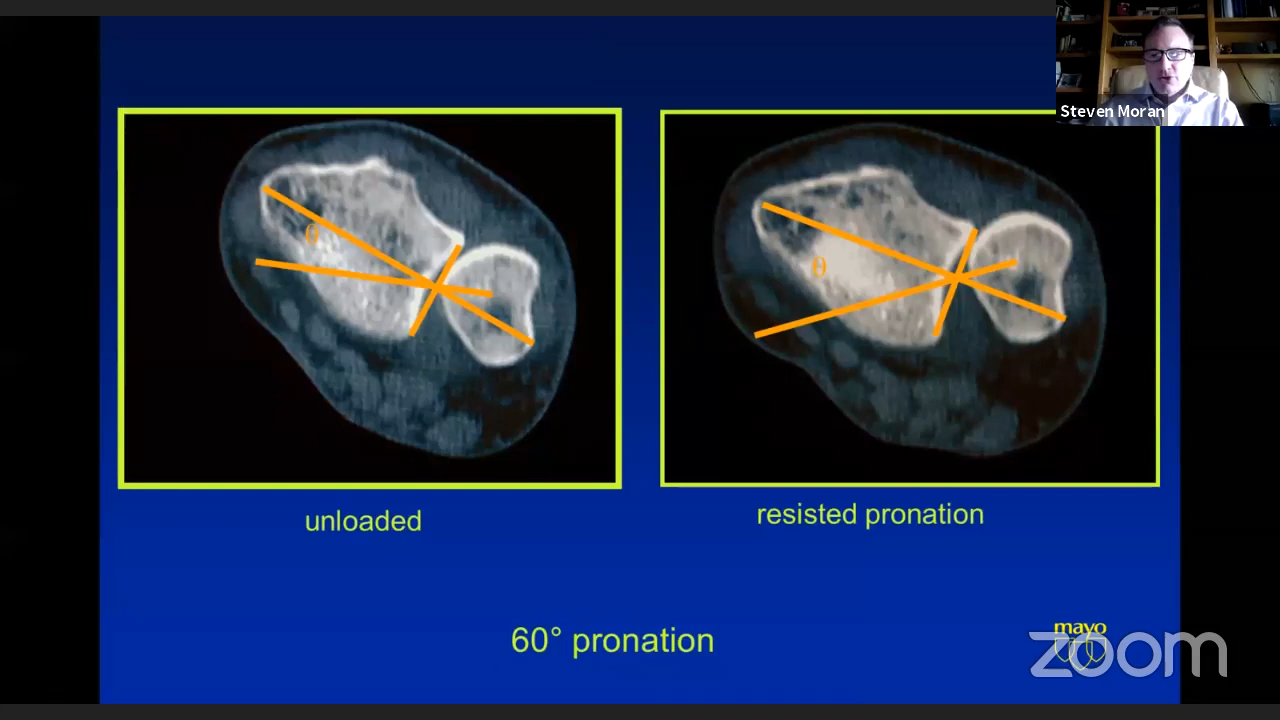 Steven Moran
θ
θ
unloaded
resisted pronation
60° pronation
mayo
zoom